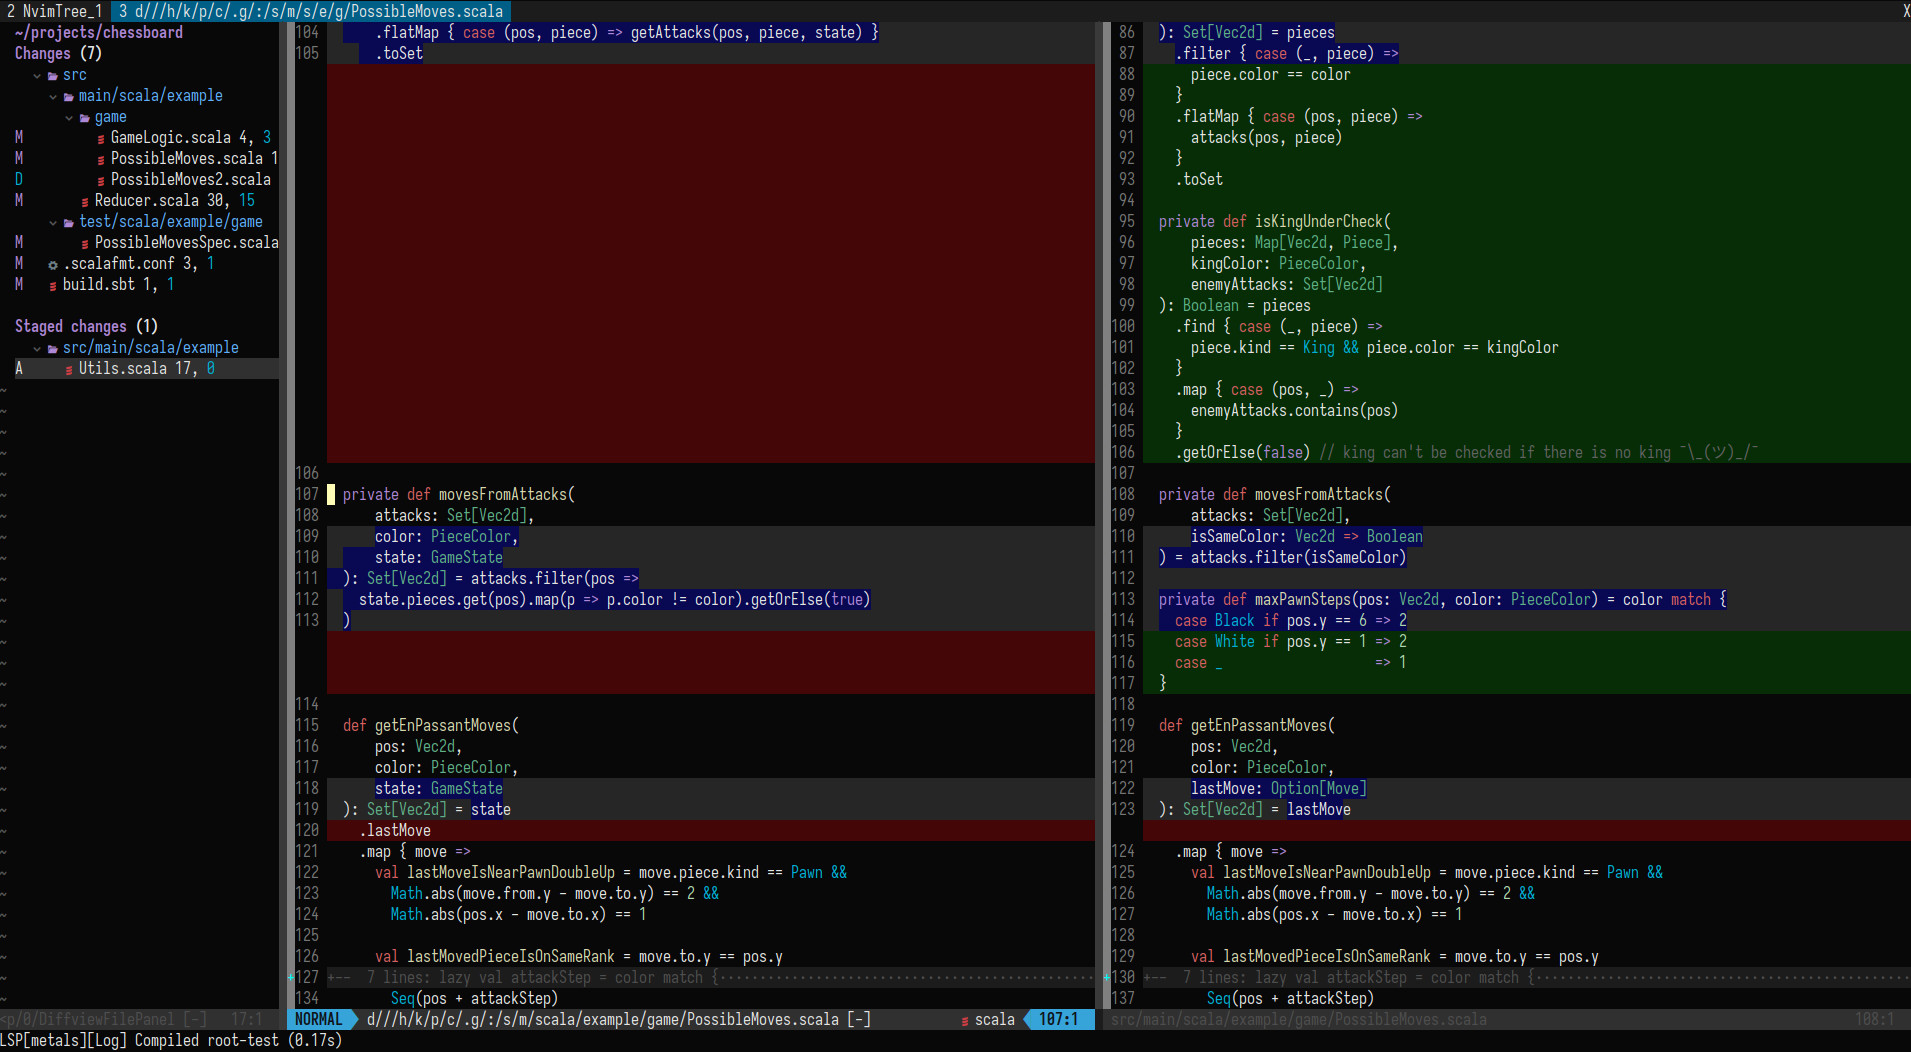 2 NvimTree_1  3 d///h/k/p/c/.g/:/s/m/s/e/g/PossibleMoves.scala X
~/projects/chessboard
Changes (7)
src
main/scala/example
game
M GameLogic.scala 4, 3
M PossibleMoves.scala 1
D PossibleMoves2.scala
M Reducer.scala 30, 15
test/scala/example/game
M PossibleMovesSpec.scala
M .scalafmt.conf 3, 1
M build.sbt 1, 1
Staged changes (1)
src/main/scala/example
A Utils.scala 17, 0
104 .flatMap { case (pos, piece) => getAttacks(pos, piece, state) }
105 .toSet
106
107 private def movesFromAttacks(
108 attacks: Set[Vec2d],
109 color: PieceColor,
110 state: GameState
111 ): Set[Vec2d] = attacks.filter(pos =>
112 state.pieces.get(pos).map(p => p.color != color).getOrElse(true)
113 )
114
115 def getEnPassantMoves(
116 pos: Vec2d,
117 color: PieceColor,
118 state: GameState
119 ): Set[Vec2d] = state
120 .lastMove
121 .map { move =>
122 val lastMoveIsNearPawnDoubleUp = move.piece.kind == Pawn &&
123 Math.abs(move.from.y - move.to.y) == 2 &&
124 Math.abs(pos.x - move.to.x) == 1
125
126 val lastMovedPieceIsOnSameRank = move.to.y == pos.y
+127 +--  7 lines: lazy val attackStep = color match {
134 Seq(pos + attackStep)
86 ): Set[Vec2d] = pieces
87 .filter { case (_, piece) =>
88 piece.color == color
89 }
90 .flatMap { case (pos, piece) =>
91 attacks(pos, piece)
92 }
93 .toSet
94
95 private def isKingUnderCheck(
96 pieces: Map[Vec2d, Piece],
97 kingColor: PieceColor,
98 enemyAttacks: Set[Vec2d]
99 ): Boolean = pieces
100 .find { case (_, piece) =>
101 piece.kind == King && piece.color == kingColor
102 }
103 .map { case (pos, _) =>
104 enemyAttacks.contains(pos)
105 }
106 .getOrElse(false) // king can't be checked if there is no king ¯\_(ツ)_/¯
107
108 private def movesFromAttacks(
109 attacks: Set[Vec2d],
110 isSameColor: Vec2d => Boolean
111 ) = attacks.filter(isSameColor)
112
113 private def maxPawnSteps(pos: Vec2d, color: PieceColor) = color match {
114 case Black if pos.y == 6 => 2
115 case White if pos.y == 1 => 2
116 case _                   => 1
117 }
118
119 def getEnPassantMoves(
120 pos: Vec2d,
121 color: PieceColor,
122 lastMove: Option[Move]
123 ): Set[Vec2d] = lastMove
124 .map { move =>
125 val lastMoveIsNearPawnDoubleUp = move.piece.kind == Pawn &&
126 Math.abs(move.from.y - move.to.y) == 2 &&
127 Math.abs(pos.x - move.to.x) == 1
128
129 val lastMovedPieceIsOnSameRank = move.to.y == pos.y
+130 +--  7 lines: lazy val attackStep = color match {
137 Seq(pos + attackStep)
<p/0/DiffviewFilePanel [-]  17:1
NORMAL d///h/k/p/c/.g/:/s/m/scala/example/game/PossibleMoves.scala [-] scala 107:1
src/main/scala/example/game/PossibleMoves.scala 108:1
LSP[metals][Log] Compiled root-test (0.17s)